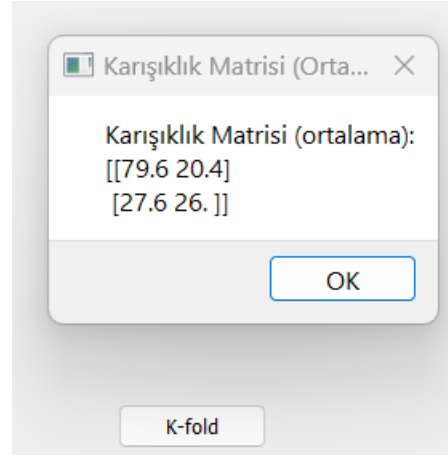 Karışıklık Matrisi (Orta...
Karışıklık Matrisi (ortalama):
[[79.6 20.4]
[27.6 26. ]]
OK
K-fold